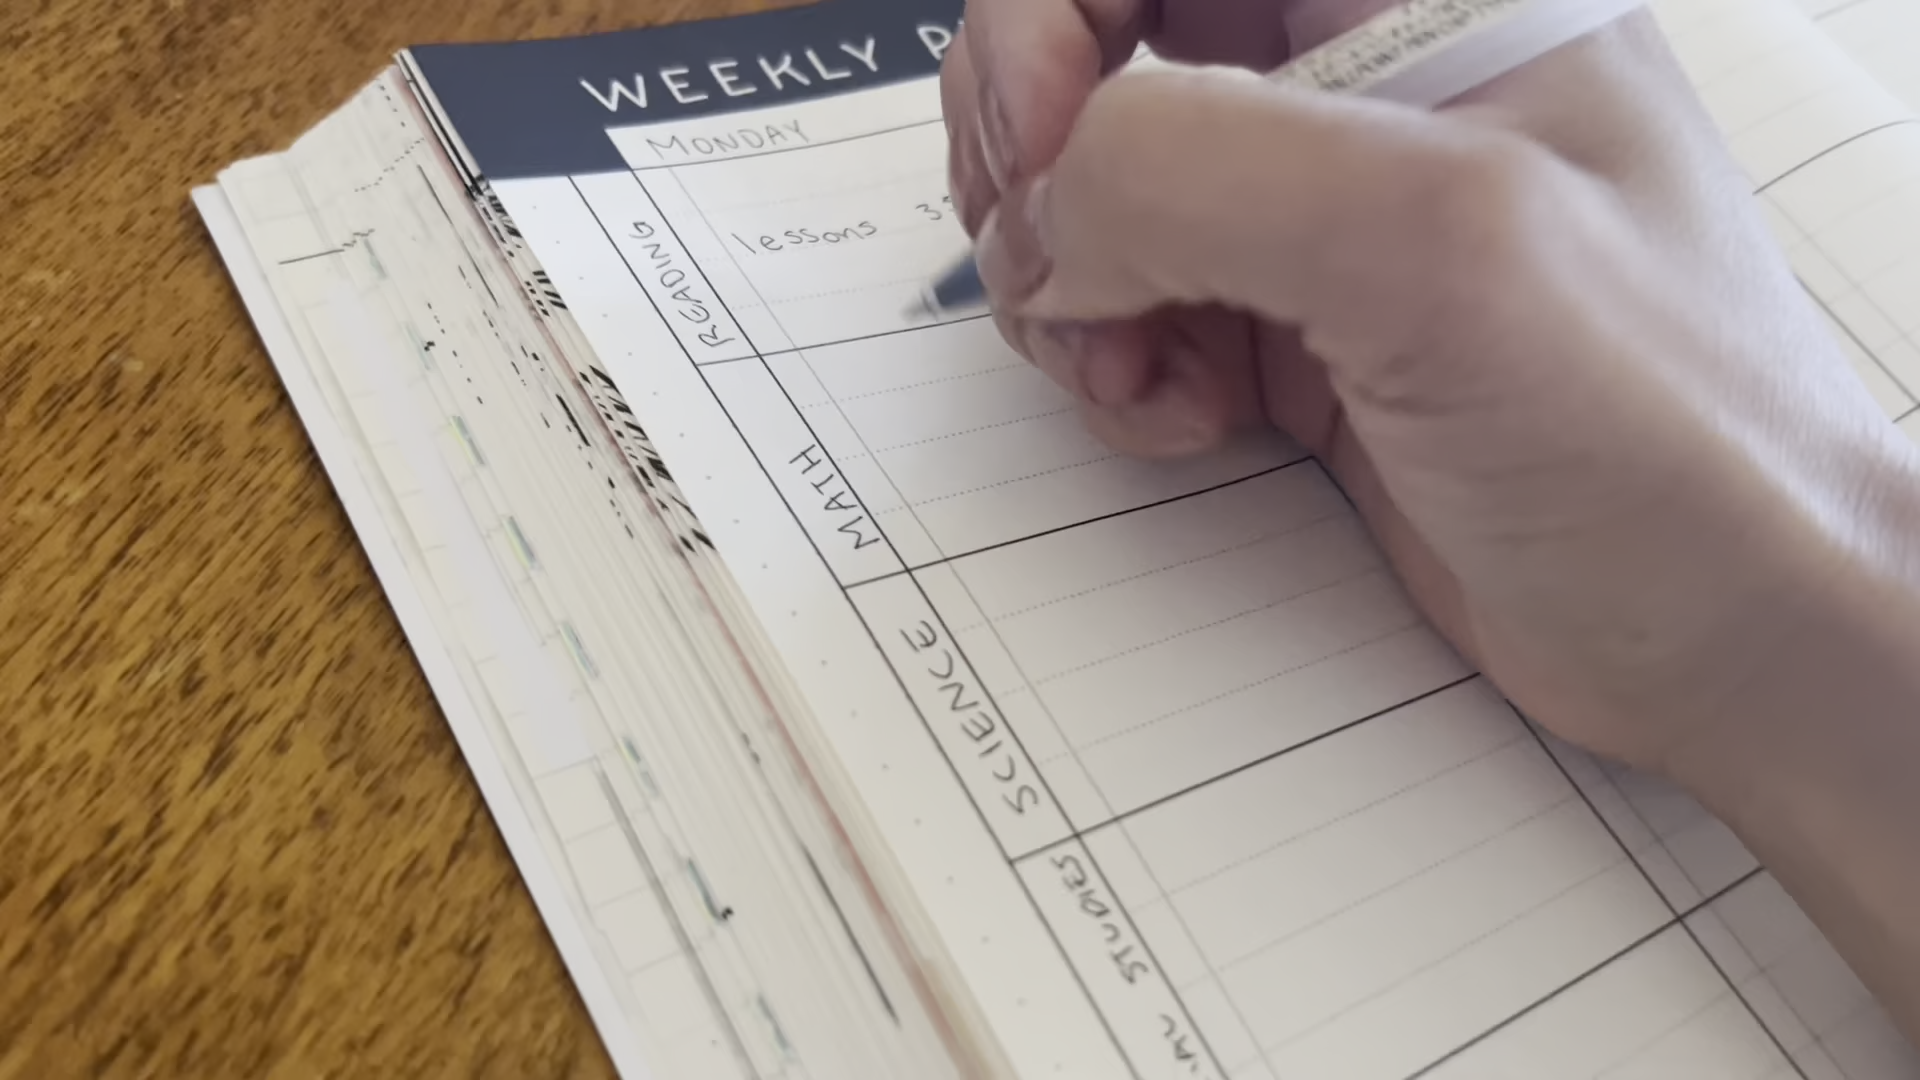 WEEKLY
MONDAY
READING
lessons
MATH
SCIENCE
STUDIES